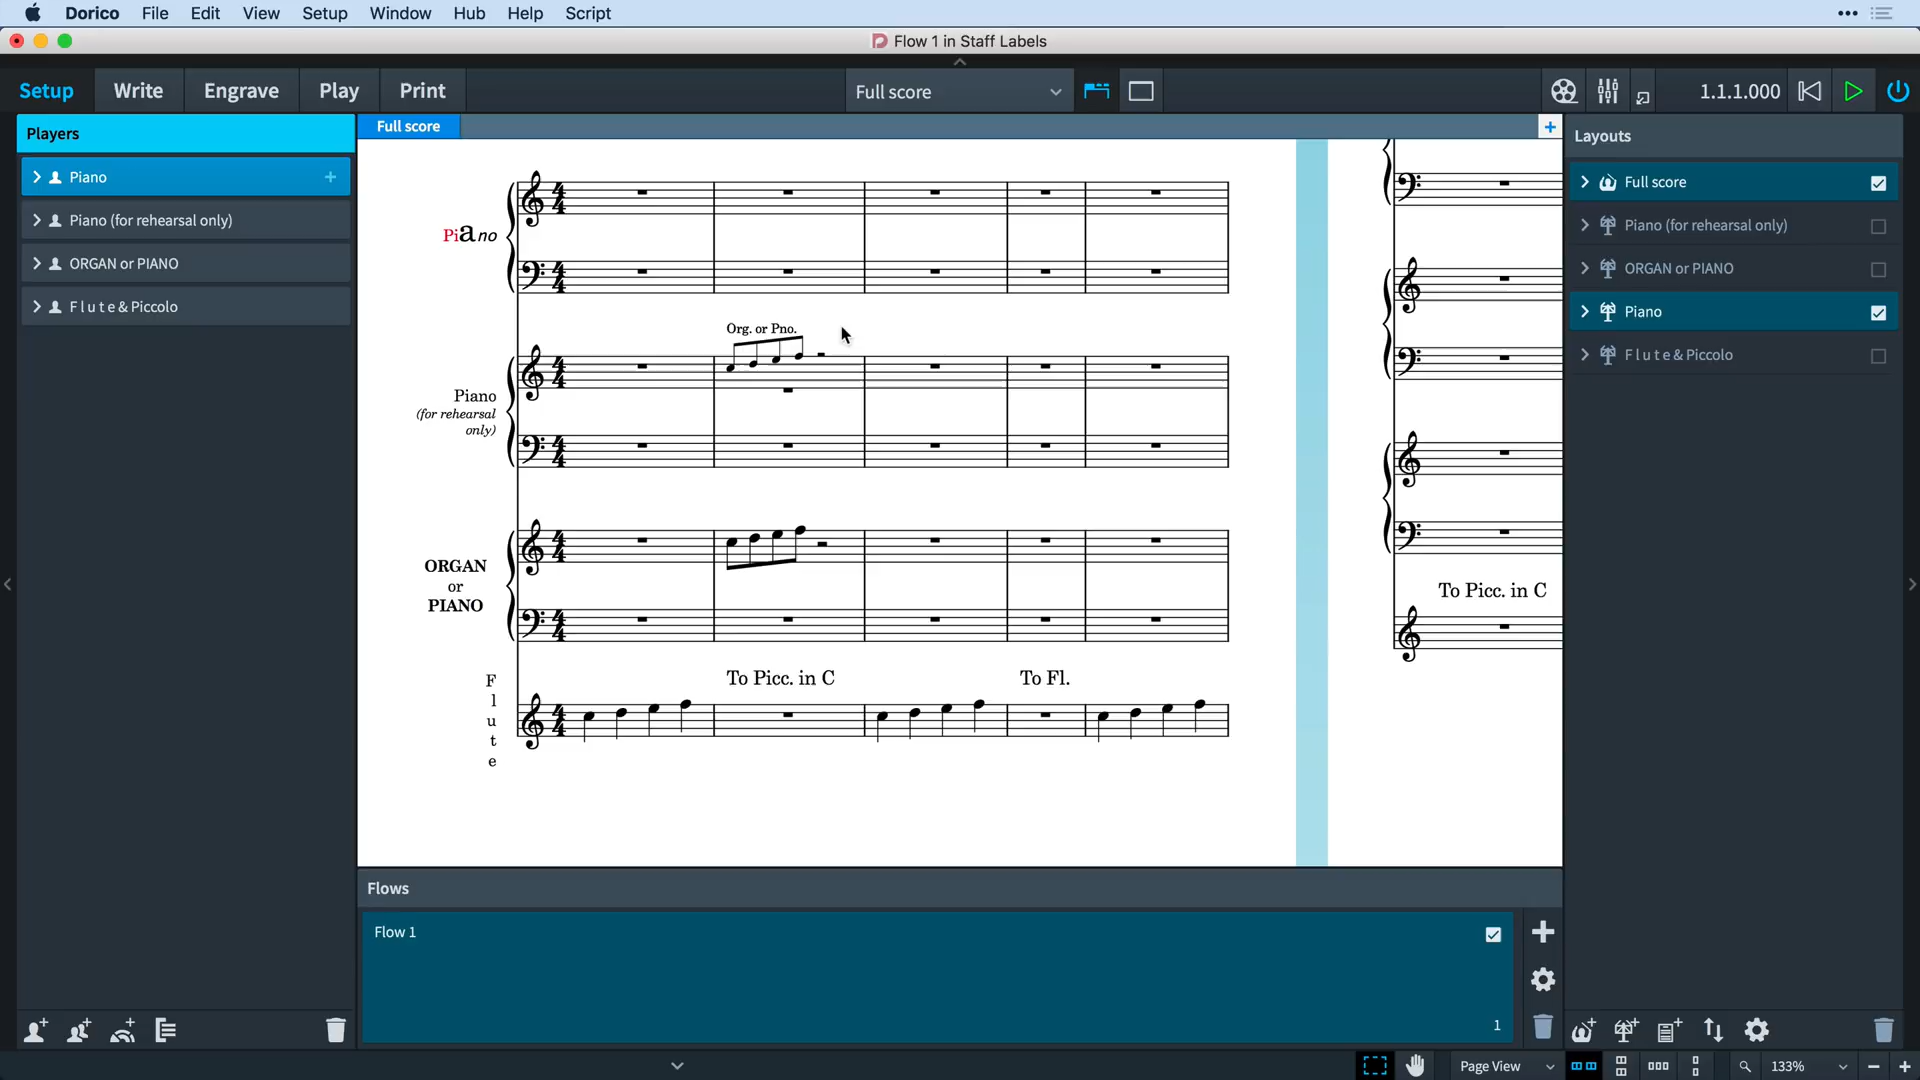 Dorico File Edit View Setup Window Hub Help Script
Flow 1 in Staff Labels
Setup Write Engrave Play Print
Full score
1.1.1.000
Players
Piano
Piano (for rehearsal only)
ORGAN or PIANO
F l u t e & Piccolo
Full score
Piano
Org. or Pno.
Piano
(for rehearsal
only)
ORGAN
or
PIANO
To Picc. in C
To Fl.
F
l
u
t
e
To Picc. in C
Layouts
Full score
Piano (for rehearsal only)
ORGAN or PIANO
Piano
F l u t e & Piccolo
Flows
Flow 1
1
Page View
133%